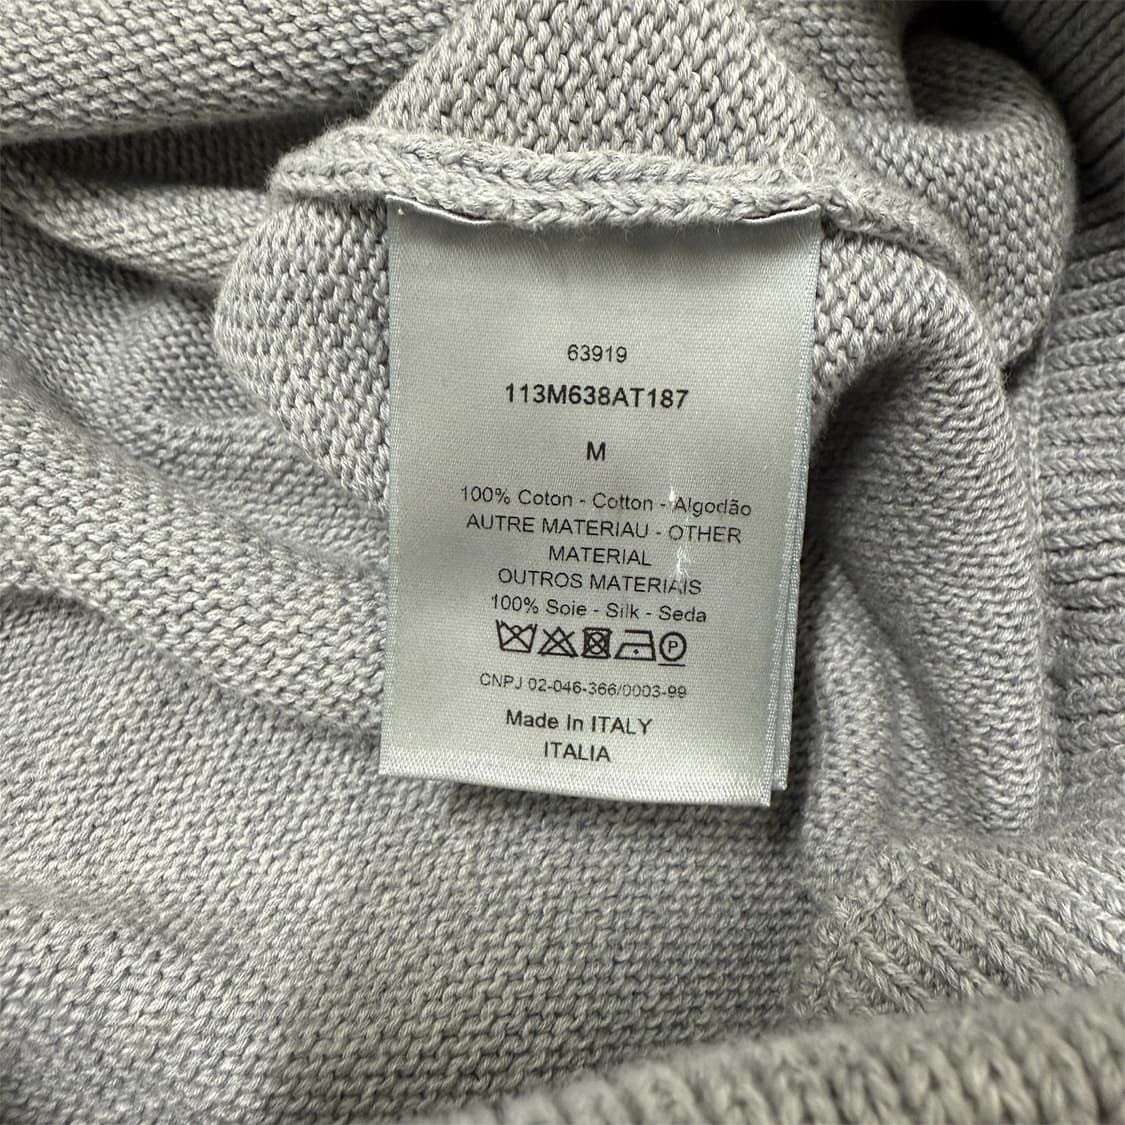 63919
113M638AT187
M
100% Coton - Cotton - Algodão
AUTRE MATERIAU - OTHER
MATERIAL
OUTROS MATERIAIS
100% Soie - Silk - Seda
P
CNPJ 02-046-366/0003-99
Made In ITALY
ITALIA